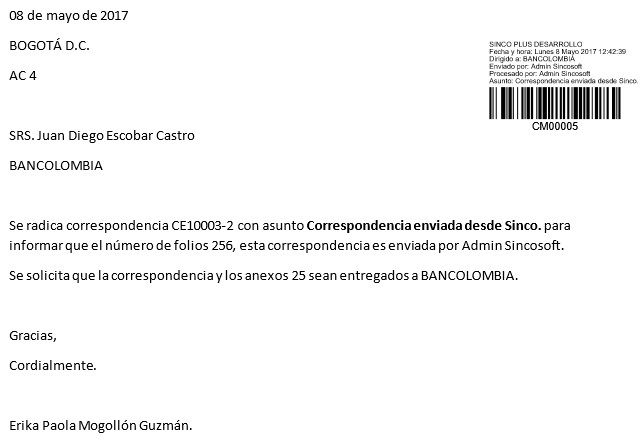 08 de mayo de 2017
BOGOTÁ D.C.
AC 4
SINCO PLUS DESARROLLO
Fecha y hora: Lunes 8 Mayo 2017 12:42:39
Dirigido a: BANCOLOMBIA
Enviado por: Admin Sincosoft
Procesado por: Admin Sincosoft
Asunto: Correspondencia enviada desde Sinco.
CM00005
SRS. Juan Diego Escobar Castro
BANCOLOMBIA
Se radica correspondencia CE10003-2 con asunto Correspondencia enviada desde Sinco. para
informar que el número de folios 256, esta correspondencia es enviada por Admin Sincosoft.
Se solicita que la correspondencia y los anexos 25 sean entregados a BANCOLOMBIA.
Gracias,
Cordialmente.
Erika Paola Mogollón Guzmán.